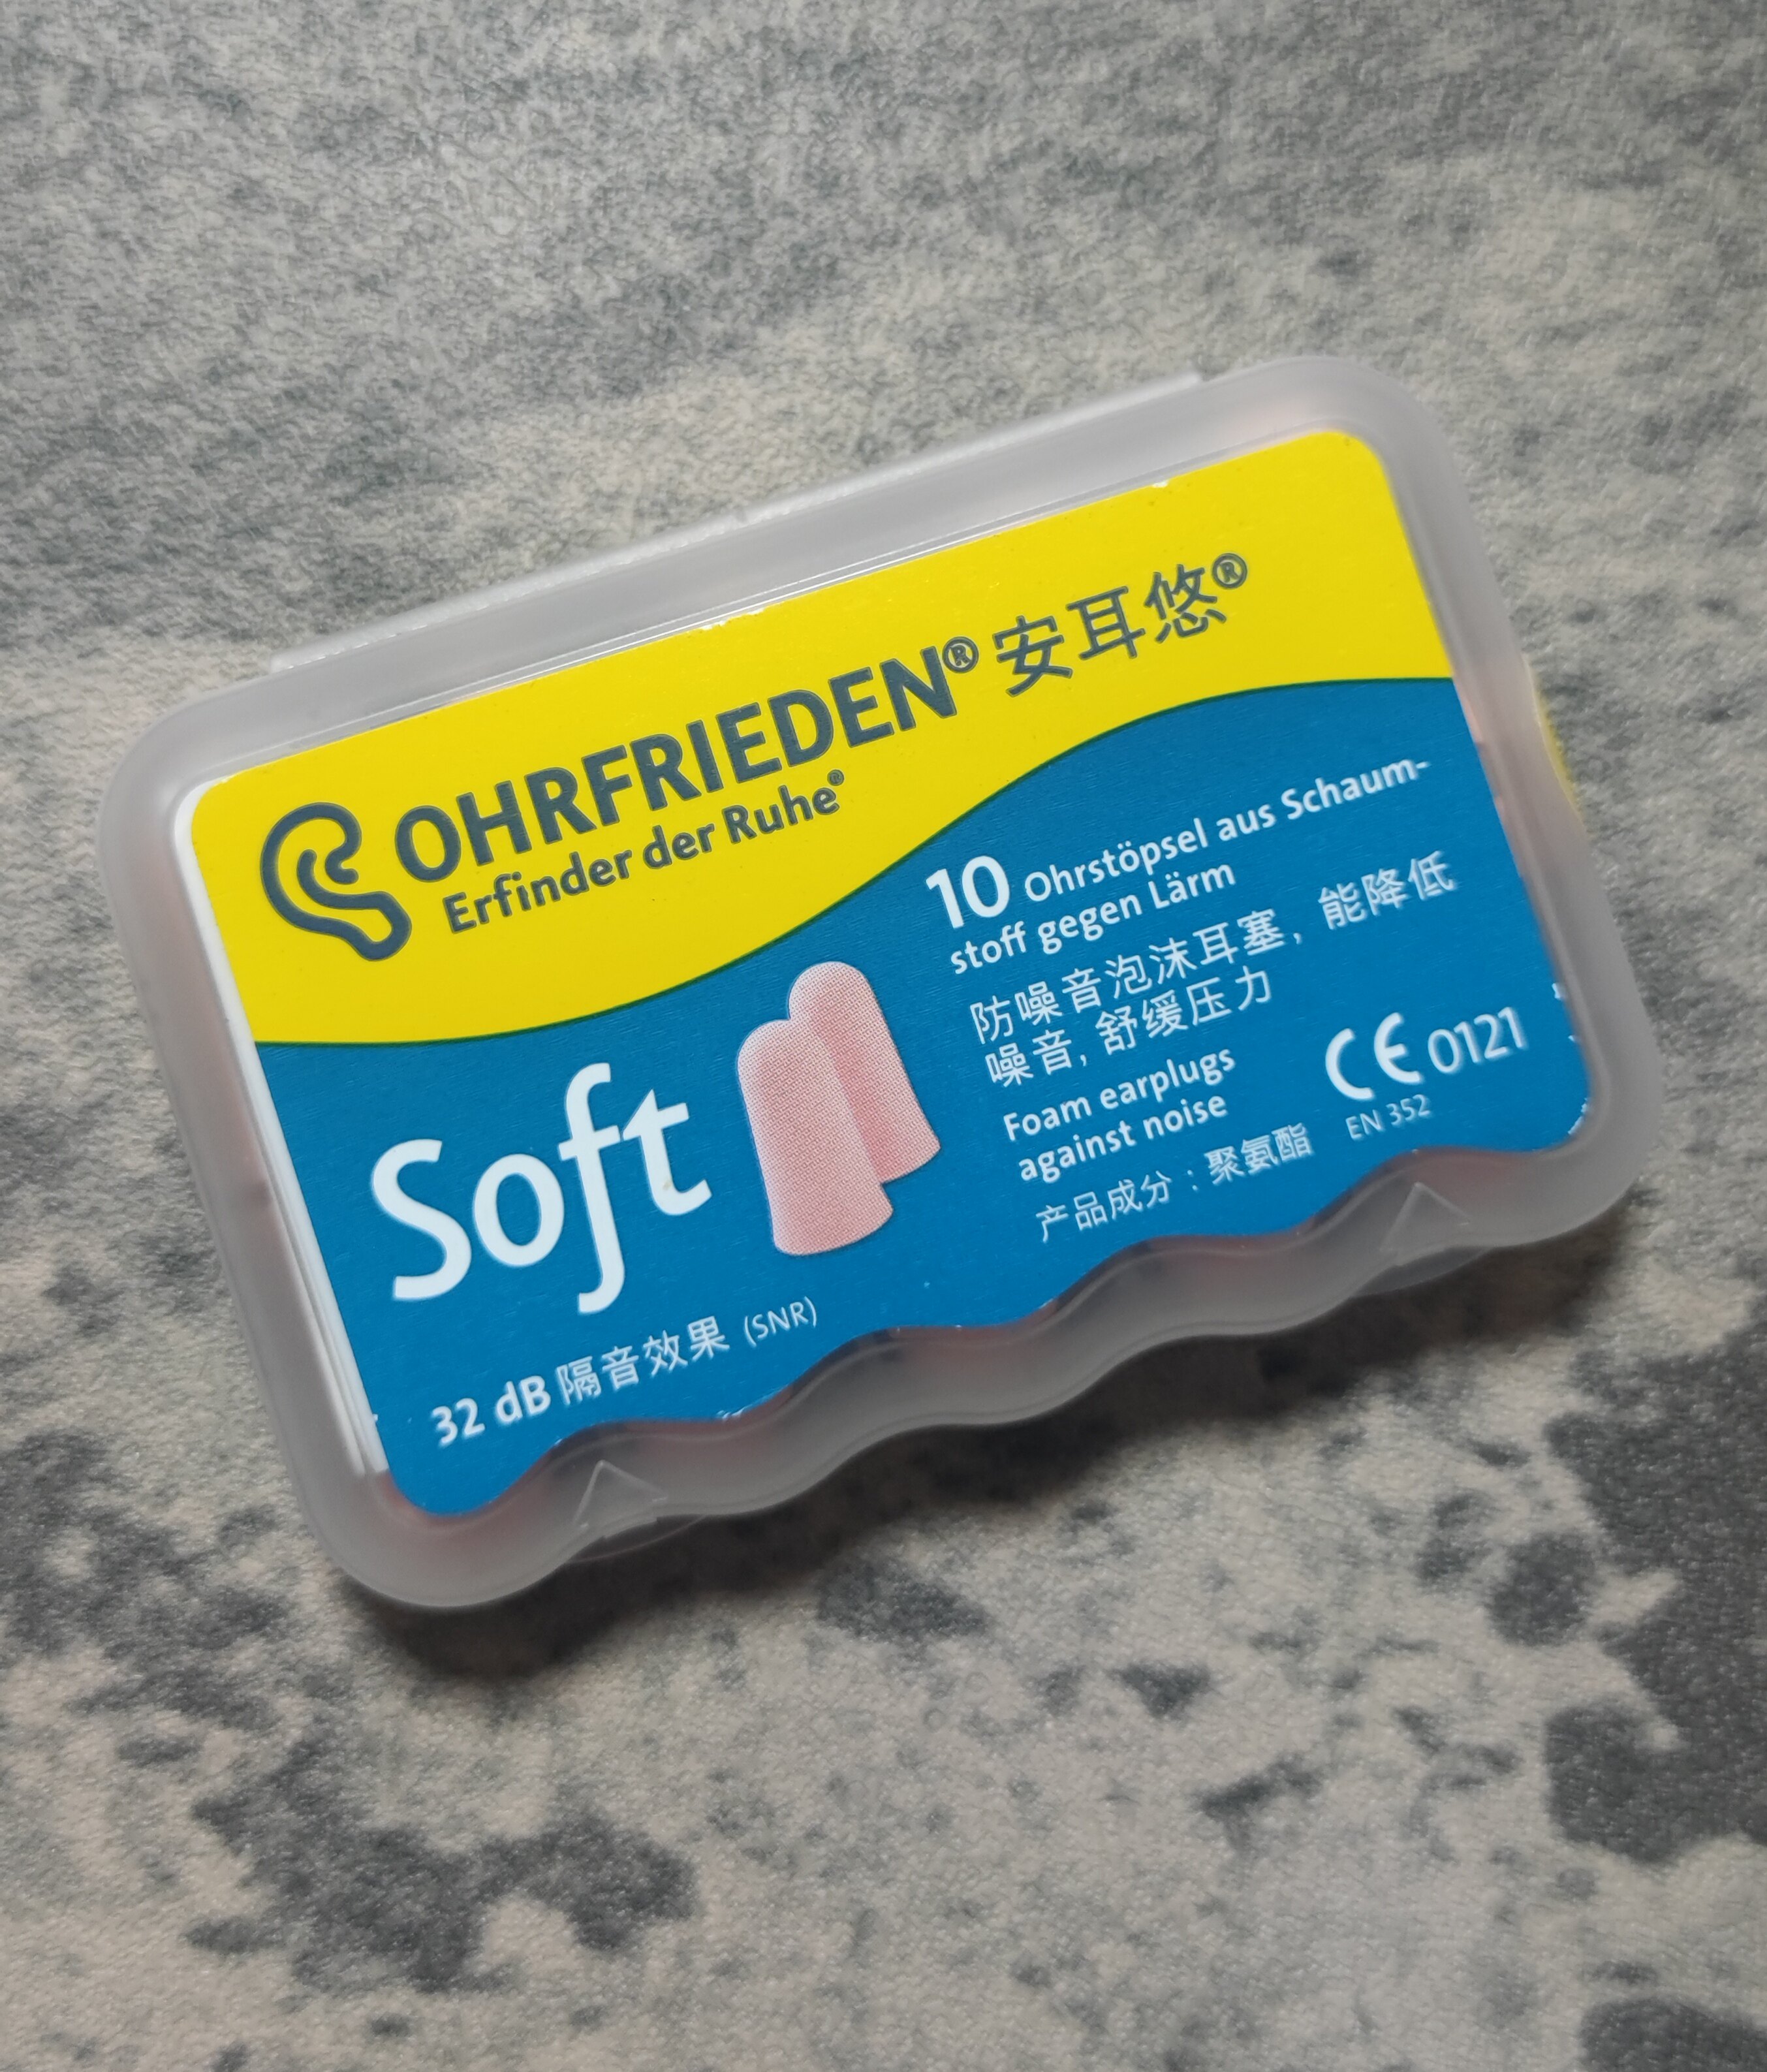 OHRFRIEDEN® 安耳悠®
Erfinder der Ruhe®
10 Ohrstöpsel aus Schaum-
stoff gegen Lärm
防噪音泡沫耳塞，能降低
噪音，舒缓压力
Foam earplugs
against noise
产品成分：聚氨酯
CE 0121
EN 352
Soft
32 dB 隔音效果 (SNR)